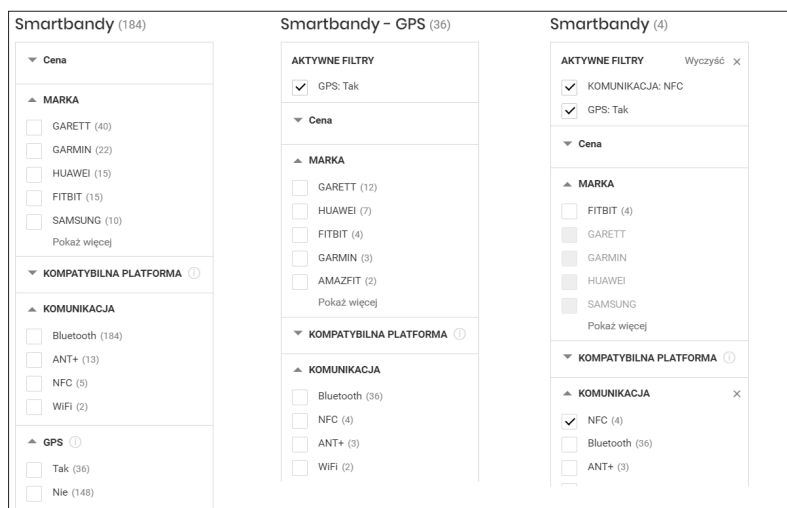 Smartbandy (184)
Cena
MARKA
GARETT (40)
GARMIN (22)
HUAWEI (15)
FITBIT (15)
SAMSUNG (10)
Pokaż więcej
KOMPATYBILNA PLATFORMA
KOMUNIKACJA
Bluetooth (184)
ANT+ (13)
NFC (5)
WiFi (2)
GPS
Tak (36)
Nie (148)
Smartbandy - GPS (36)
AKTYWNE FILTRY
GPS: Tak
Cena
MARKA
GARETT (12)
HUAWEI (7)
FITBIT (4)
GARMIN (3)
AMAZFIT (2)
Pokaż więcej
KOMPATYBILNA PLATFORMA
KOMUNIKACJA
Bluetooth (36)
NFC (4)
ANT+ (3)
WiFi (2)
Smartbandy (4)
AKTYWNE FILTRY Wyczyść
KOMUNIKACJA: NFC
GPS: Tak
Cena
MARKA
FITBIT (4)
GARETT
GARMIN
HUAWEI
SAMSUNG
Pokaż więcej
KOMPATYBILNA PLATFORMA
KOMUNIKACJA
NFC (4)
Bluetooth (36)
ANT+ (3)